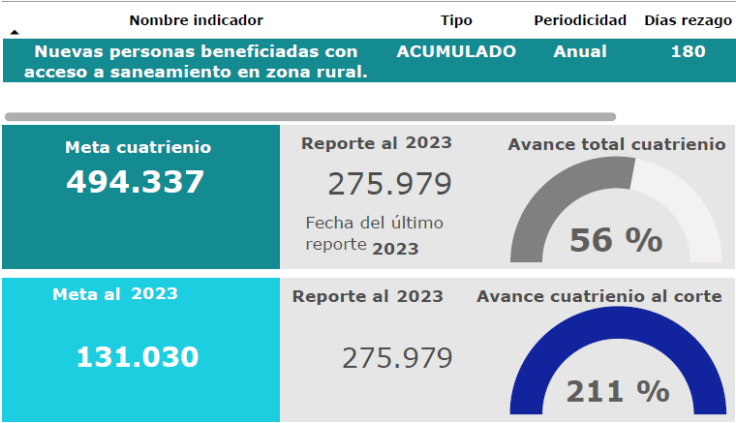 Nombre indicador Tipo Periodicidad Días rezago
Nuevas personas beneficiadas con ACUMULADO Anual 180
acceso a saneamiento en zona rural.
Meta cuatrienio Reporte al 2023 Avance total cuatrienio
494.337 275.979
Fecha del último
reporte 2023 56 %
Meta al 2023 Reporte al 2023 Avance cuatrienio al corte
131.030 275.979
211 %